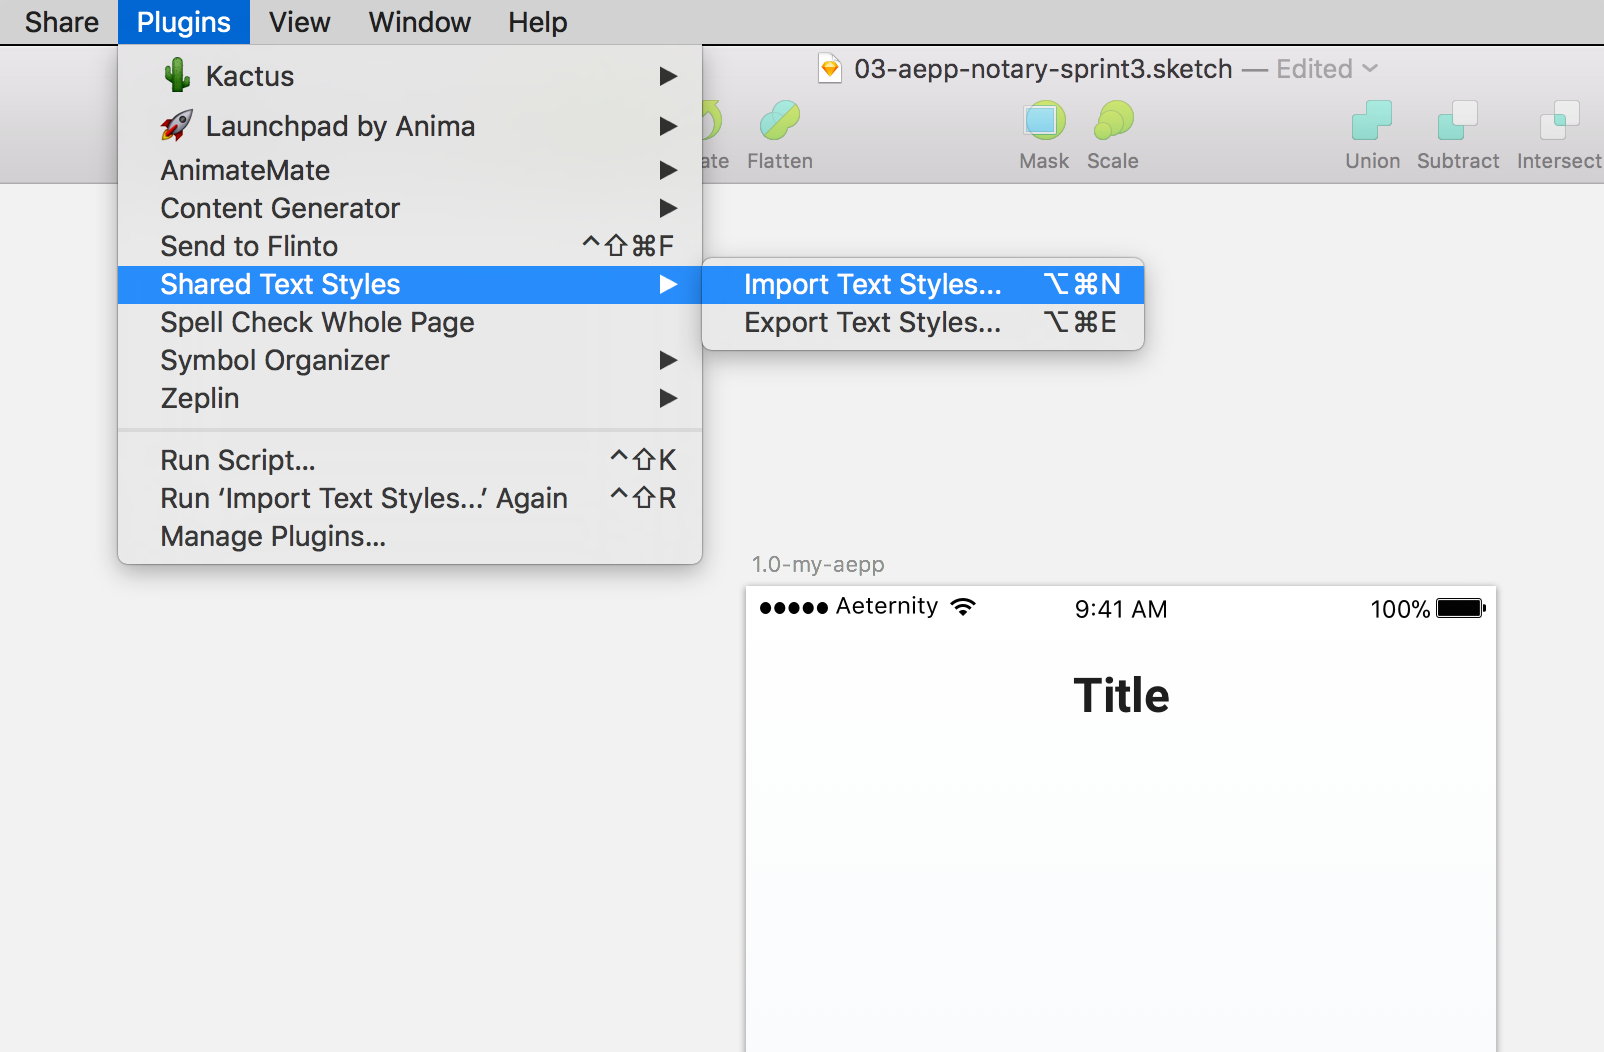 Share Plugins View Window Help
03-aepp-notary-sprint3.sketch — Edited
ate Flatten Mask Scale Union Subtract Intersect
Kactus
Launchpad by Anima
AnimateMate
Content Generator
Send to Flinto ^⇧⌘F
Shared Text Styles
Import Text Styles... ⌥⌘N
Export Text Styles... ⌥⌘E
Spell Check Whole Page
Symbol Organizer
Zeplin
Run Script... ^⇧K
Run ‘Import Text Styles...’ Again ^⇧R
Manage Plugins...
1.0-my-aepp
Aeternity 9:41 AM 100%
Title